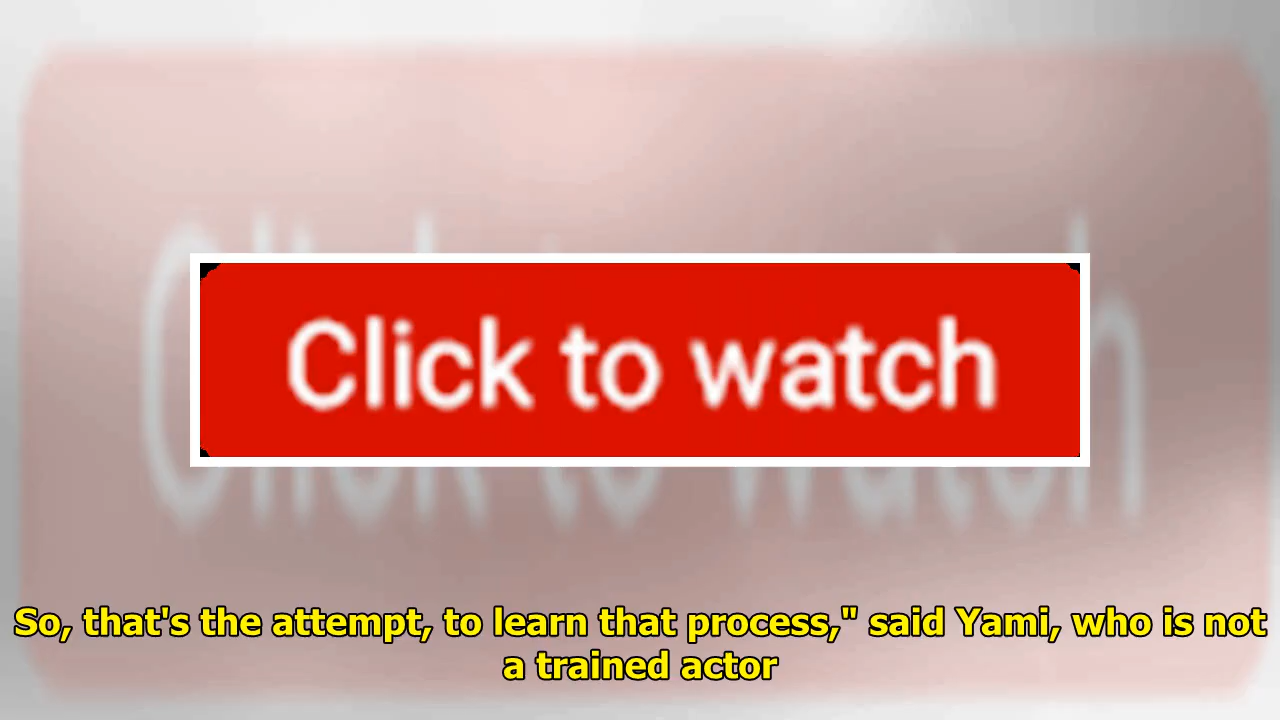 Click to watch
So, that's the attempt, to learn that process," said Yami, who is not
a trained actor